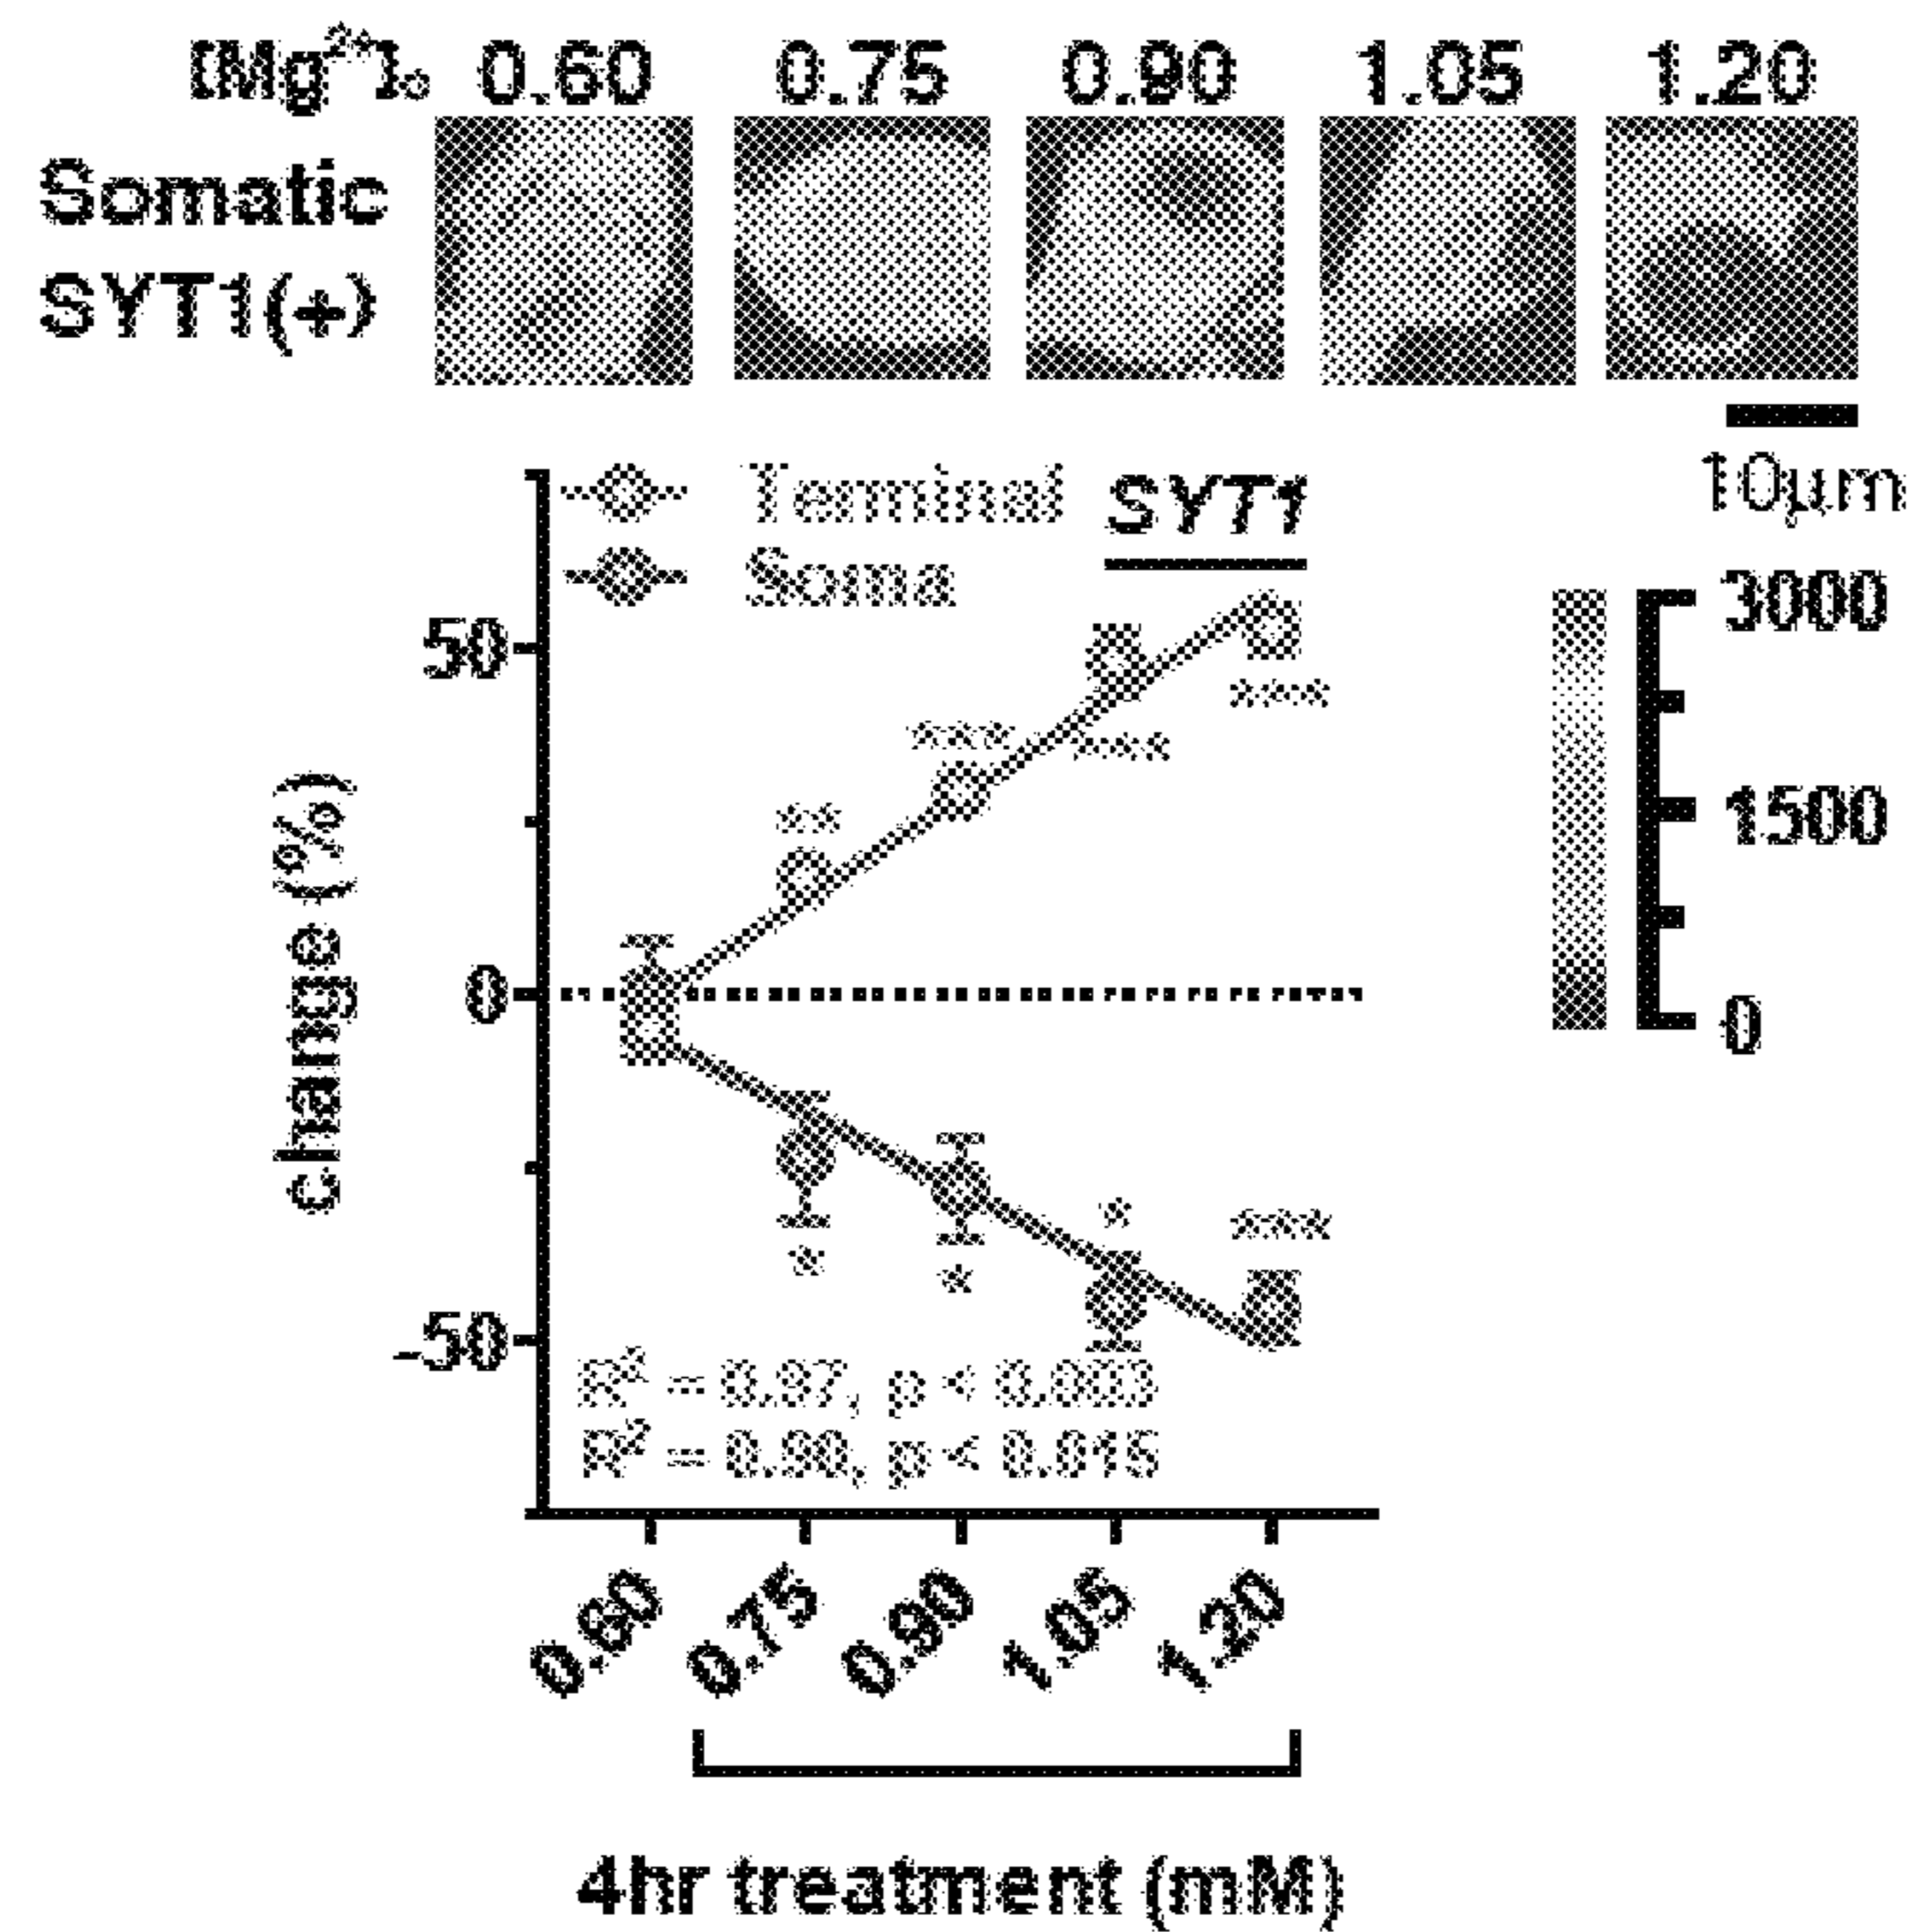 [Mg²⁺]ₒ 0.60 0.75 0.90 1.05 1.20
Somatic
SYT1(+)
10µm
Terminal
Soma
SYT1
50
0
-50
change (%)
** *** *** ***
* * * ***
R² = 0.97, p < 0.003
R² = 0.90, p < 0.015
3000
1500
0
0.60 0.75 0.90 1.05 1.20
4hr treatment (mM)